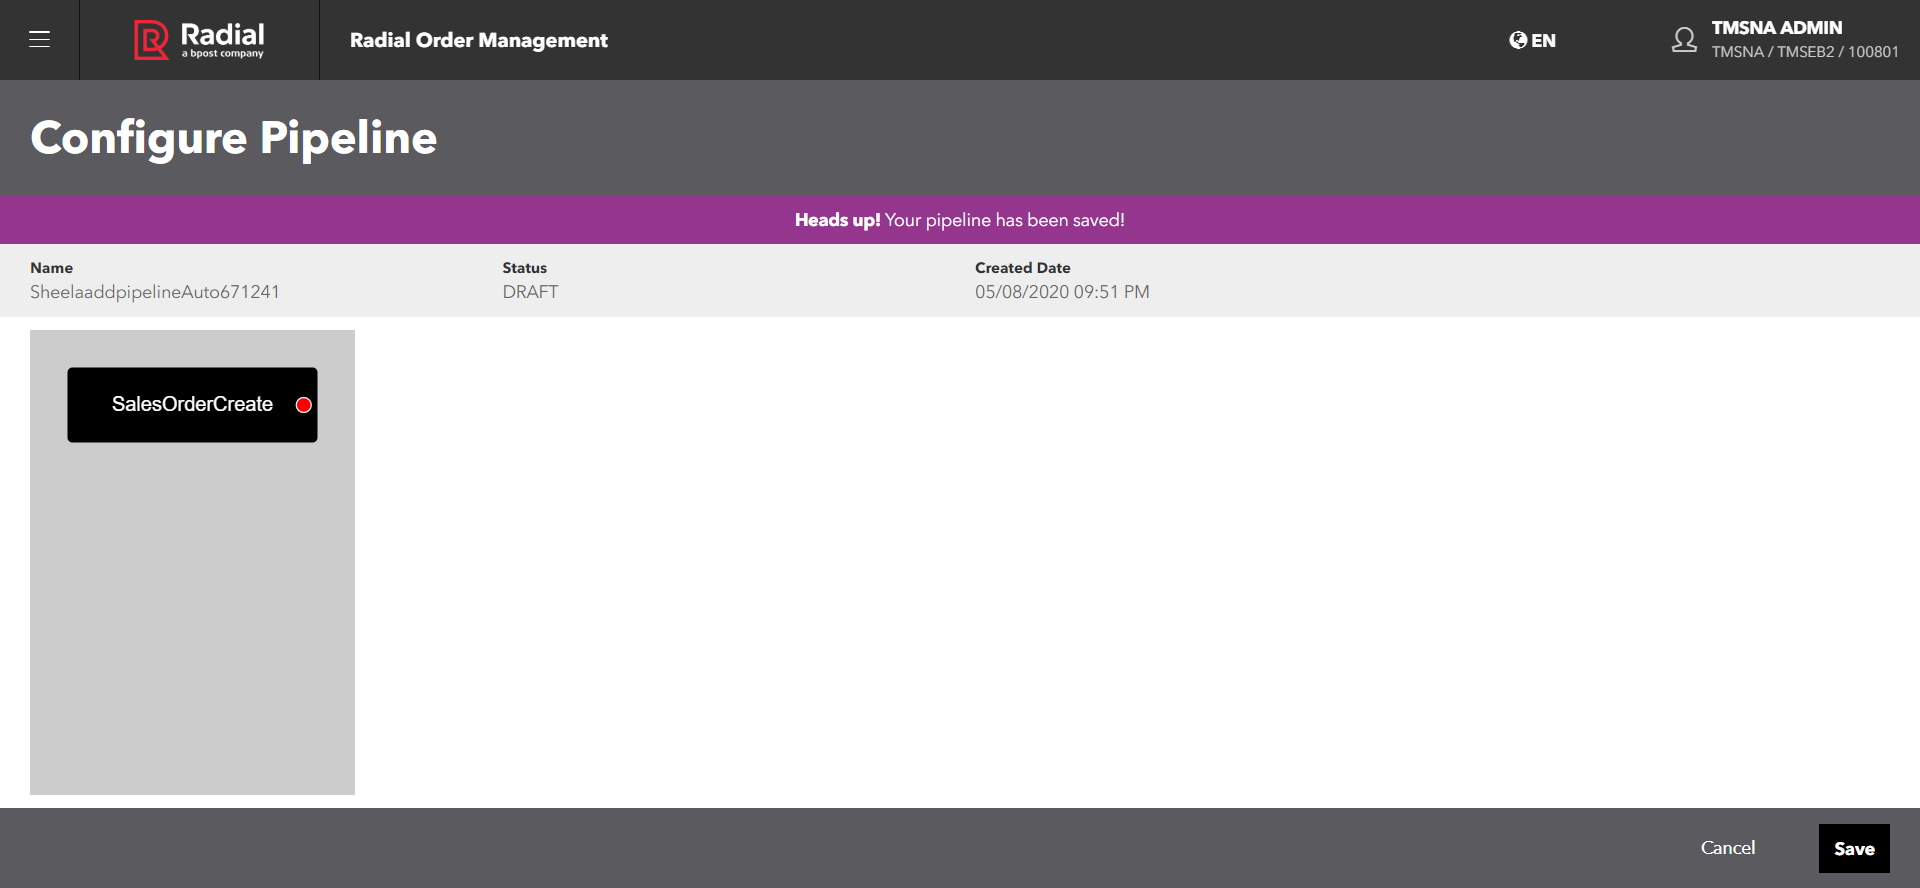 Radial
a bpost company
Radial Order Management
EN
TMSNA ADMIN
TMSNA / TMSEB2 / 100801
Configure Pipeline
Heads up! Your pipeline has been saved!
Name
Status
Created Date
SheelaaddpipelineAuto671241
DRAFT
05/08/2020 09:51 PM
SalesOrderCreate
Cancel
Save